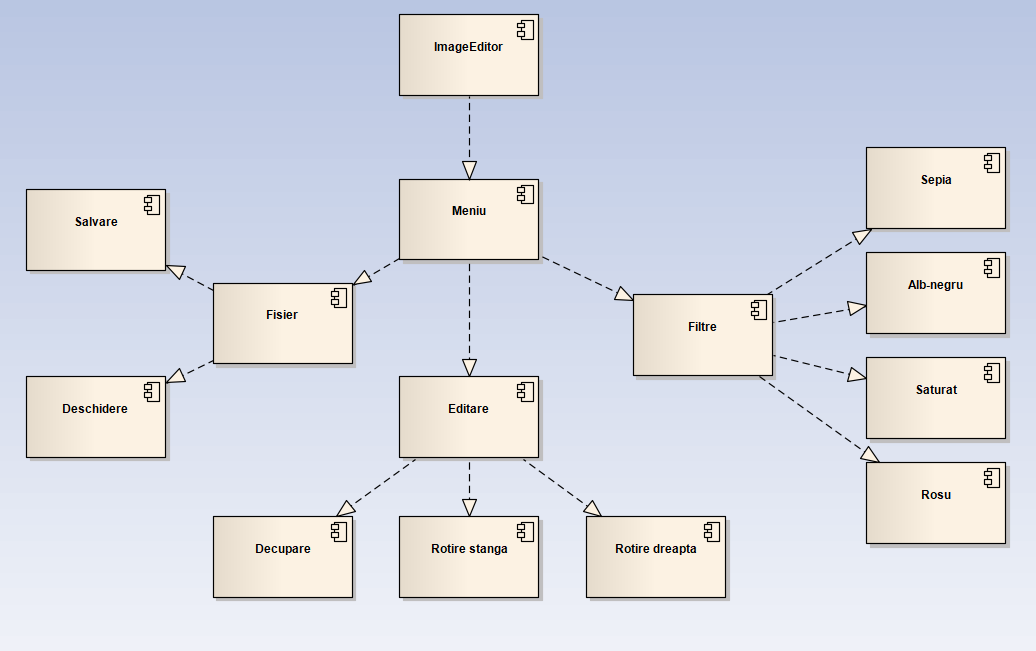 ImageEditor
Meniu
Salvare
Fisier
Deschidere
Editare
Decupare
Rotire stanga
Rotire dreapta
Filtre
Sepia
Alb-negru
Saturat
Rosu